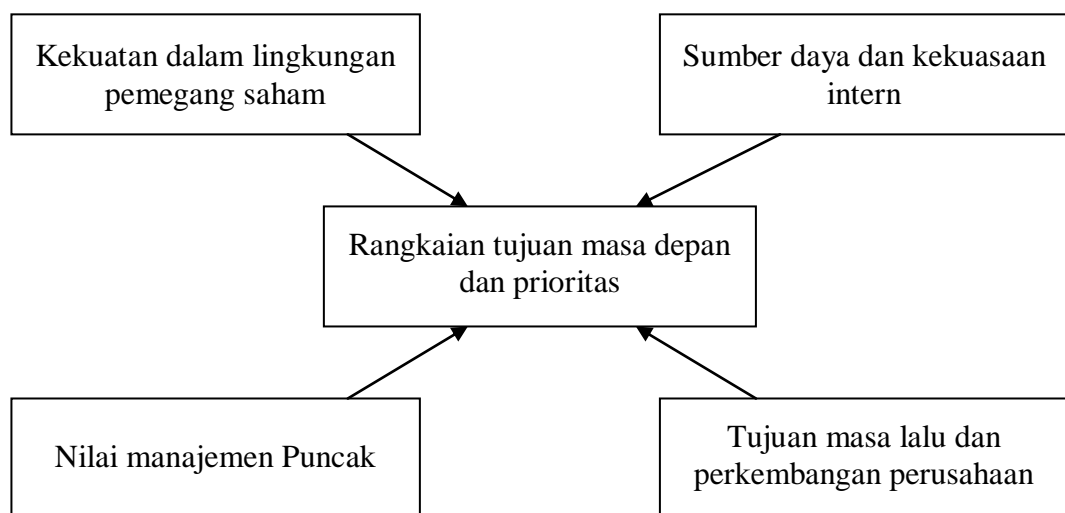 Kekuatan dalam lingkungan
pemegang saham
Sumber daya dan kekuasaan
intern
Rangkaian tujuan masa depan
dan prioritas
Nilai manajemen Puncak
Tujuan masa lalu dan
perkembangan perusahaan